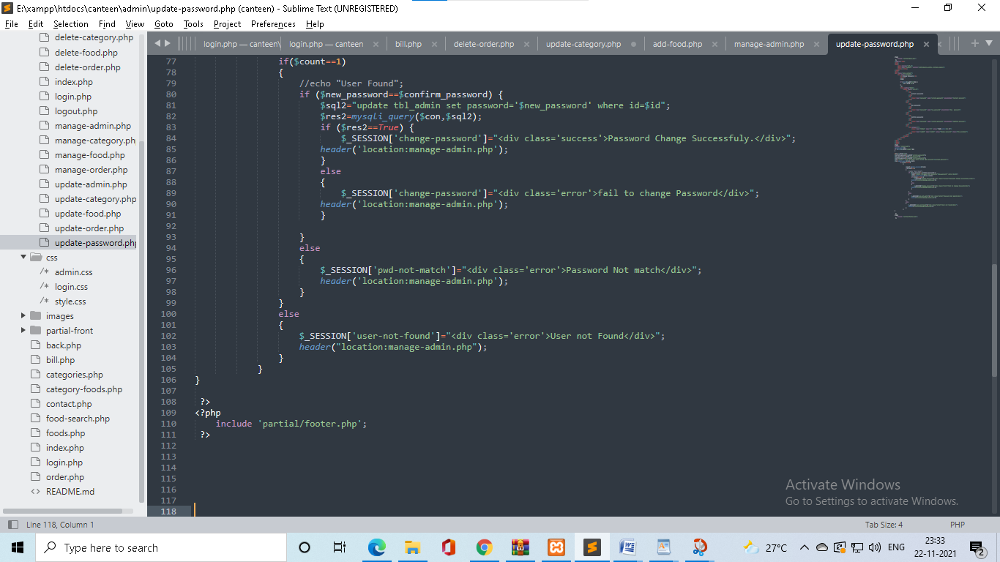 E:\xampp\htdocs\canteen\admin\update-password.php (canteen) - Sublime Text (UNREGISTERED)
File Edit Selection Find View Goto Tools Project Preferences Help
delete-category.php
delete-food.php
delete-order.php
index.php
login.php
logout.php
manage-admin.php
manage-category.ph
manage-food.php
manage-order.php
update-admin.php
update-category.php
update-food.php
update-order.php
update-password.php
css
/* admin.css
/* login.css
/* style.css
images
partial-front
back.php
bill.php
categories.php
category-foods.php
contact.php
food-search.php
foods.php
index.php
login.php
order.php
<> README.md
login.php — canteen\ login.php — canteen × bill.php × delete-order.php × update-category.php add-food.php × manage-admin.php × update-password.php ×
77 if($count==1)
78 {
79 //echo "User Found";
80 if ($new_password==$confirm_password) {
81 $sql2="update tbl_admin set password='$new_password' where id=$id";
82 $res2=mysqli_query($con,$sql2);
83 if ($res2==True) {
84 $_SESSION['change-password']="<div class='success'>Password Change Successfuly.</div>";
85 header('location:manage-admin.php');
86 }
87 else
88 {
89 $_SESSION['change-password']="<div class='error'>fail to change Password</div>";
90 header('location:manage-admin.php');
91 }
92
93 }
94 else
95 {
96 $_SESSION['pwd-not-match']="<div class='error'>Password Not match</div>";
97 header('location:manage-admin.php');
98 }
99 }
100 else
101 {
102 $_SESSION['user-not-found']="<div class='error'>User not Found</div>";
103 header("location:manage-admin.php");
104 }
105 }
106 }
107
108 ?>
109 <?php
110 include 'partial/footer.php';
111 ?>
112
113
114
115
116
117
118
Activate Windows
Go to Settings to activate Windows.
Line 118, Column 1 Tab Size: 4 PHP
Type here to search
27°C ENG
23:33
22-11-2021
2